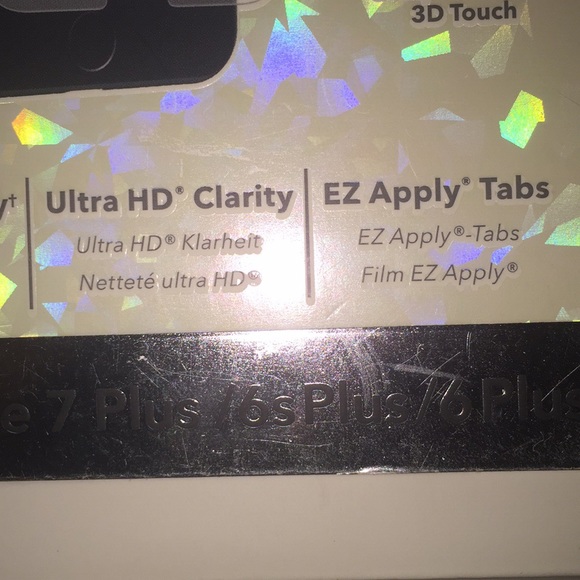 3D Touch
Ultra HD® Clarity
Ultra HD® Klarheit
Netteté ultra HD®
EZ Apply® Tabs
EZ Apply®-Tabs
Film EZ Apply®
e 7 Plus /6s Plus /6 Plus